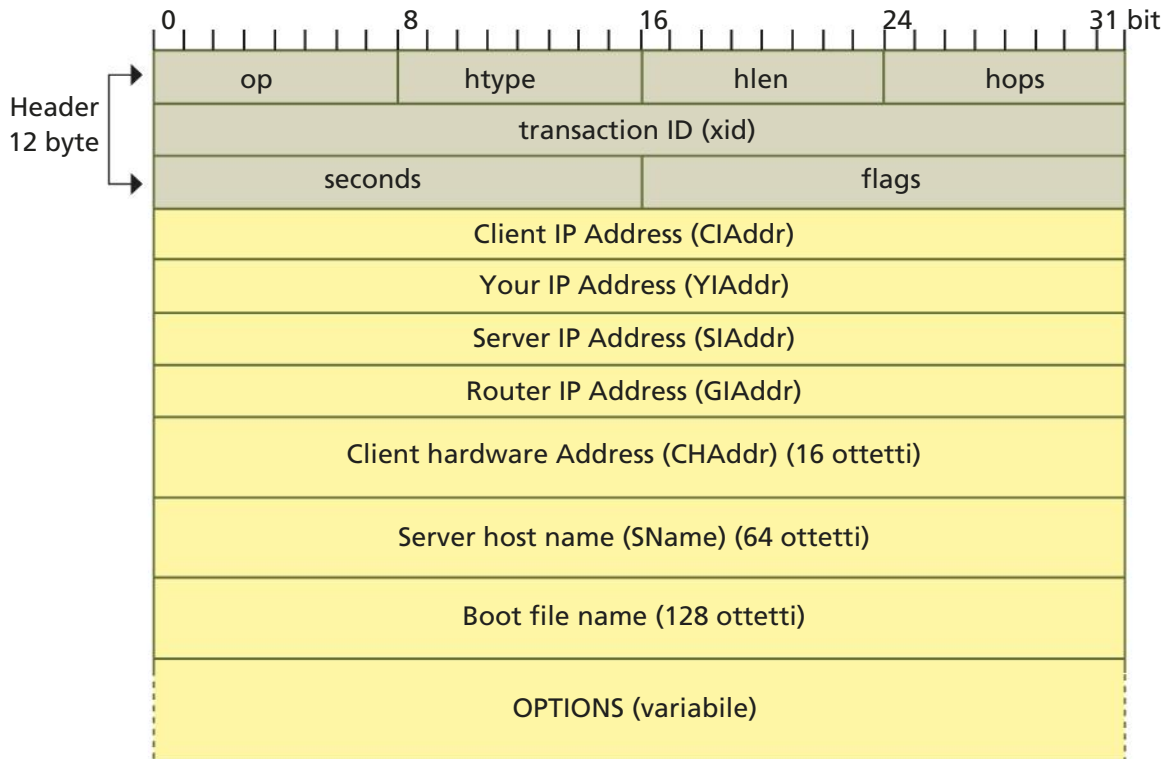 0 8 16 24 31 bit
op htype hlen hops
Header
12 byte
transaction ID (xid)
seconds flags
Client IP Address (CIAddr)
Your IP Address (YIAddr)
Server IP Address (SIAddr)
Router IP Address (GIAddr)
Client hardware Address (CHAddr) (16 ottetti)
Server host name (SName) (64 ottetti)
Boot file name (128 ottetti)
OPTIONS (variabile)